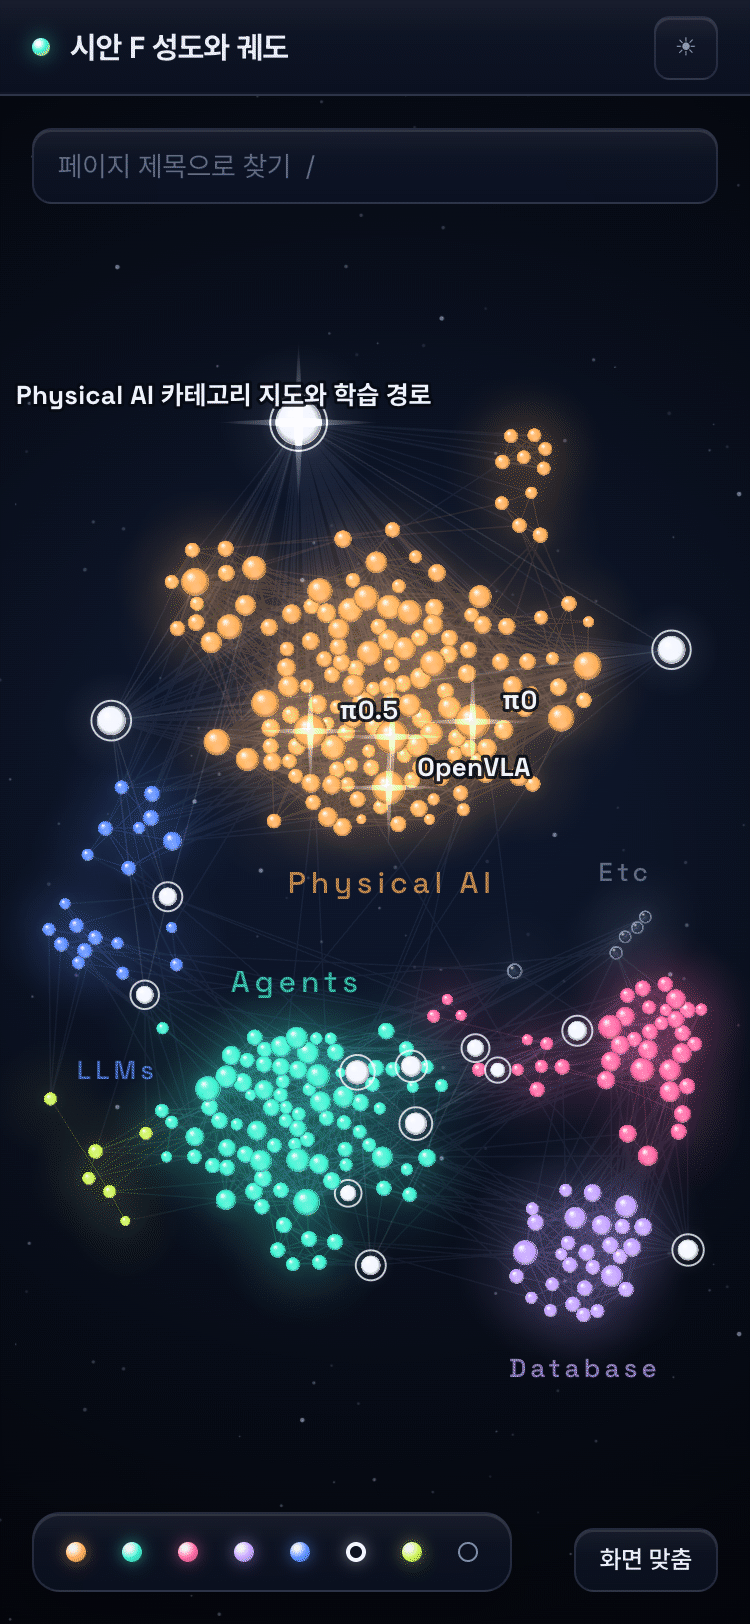 시안 F 성도와 궤도
페이지 제목으로 찾기 /
Physical AI 카테고리 지도와 학습 경로
π0.5
π0
OpenVLA
Physical AI
Etc
Agents
LLMs
Database
화면 맞춤